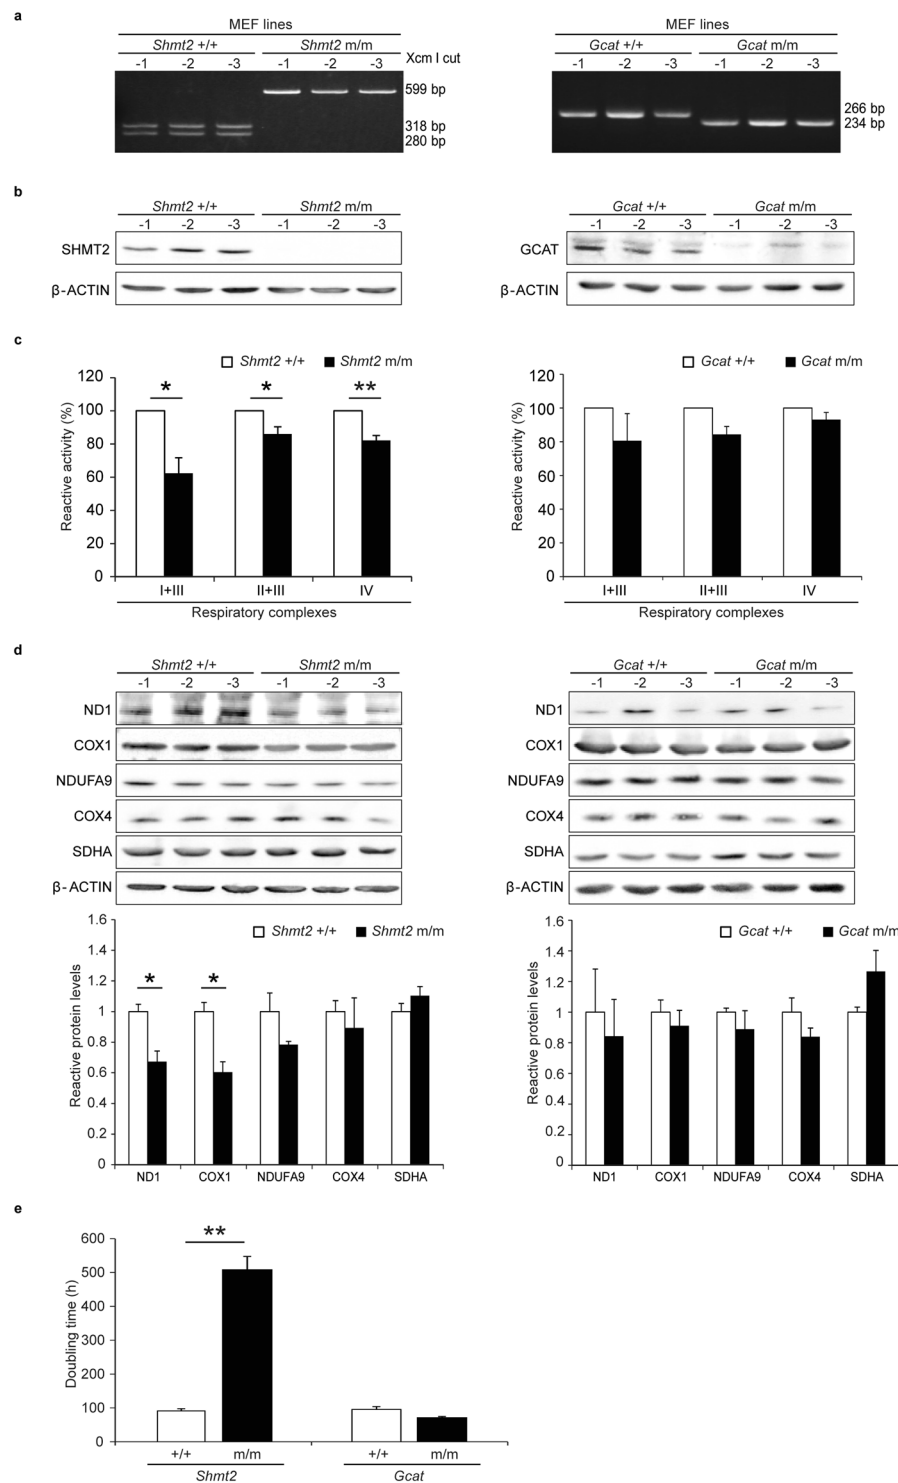 a
MEF lines
Shmt2 +/+ Shmt2 m/m
-1 -2 -3 -1 -2 -3 Xcm I cut
599 bp
318 bp
280 bp
MEF lines
Gcat +/+ Gcat m/m
-1 -2 -3 -1 -2 -3
266 bp
234 bp
b
Shmt2 +/+ Shmt2 m/m
-1 -2 -3 -1 -2 -3
SHMT2
β-ACTIN
Gcat +/+ Gcat m/m
-1 -2 -3 -1 -2 -3
GCAT
β-ACTIN
c
Shmt2 +/+ Shmt2 m/m
Reactive activity (%)
120
100
80
60
40
20
0
* * **
I+III II+III IV
Respiratory complexes
Gcat +/+ Gcat m/m
Reactive activity (%)
120
100
80
60
40
20
0
I+III II+III IV
Respiratory complexes
d
Shmt2 +/+ Shmt2 m/m
-1 -2 -3 -1 -2 -3
ND1
COX1
NDUFA9
COX4
SDHA
β-ACTIN
Gcat +/+ Gcat m/m
-1 -2 -3 -1 -2 -3
ND1
COX1
NDUFA9
COX4
SDHA
β-ACTIN
Shmt2 +/+ Shmt2 m/m
Reactive protein levels
1.6
1.4
1.2
1
0.8
0.6
0.4
0.2
0
* *
ND1 COX1 NDUFA9 COX4 SDHA
Gcat +/+ Gcat m/m
Reactive protein levels
1.6
1.4
1.2
1
0.8
0.6
0.4
0.2
0
ND1 COX1 NDUFA9 COX4 SDHA
e
Doubling time (h)
600
500
400
300
200
100
0
**
+/+ m/m +/+ m/m
Shmt2 Gcat